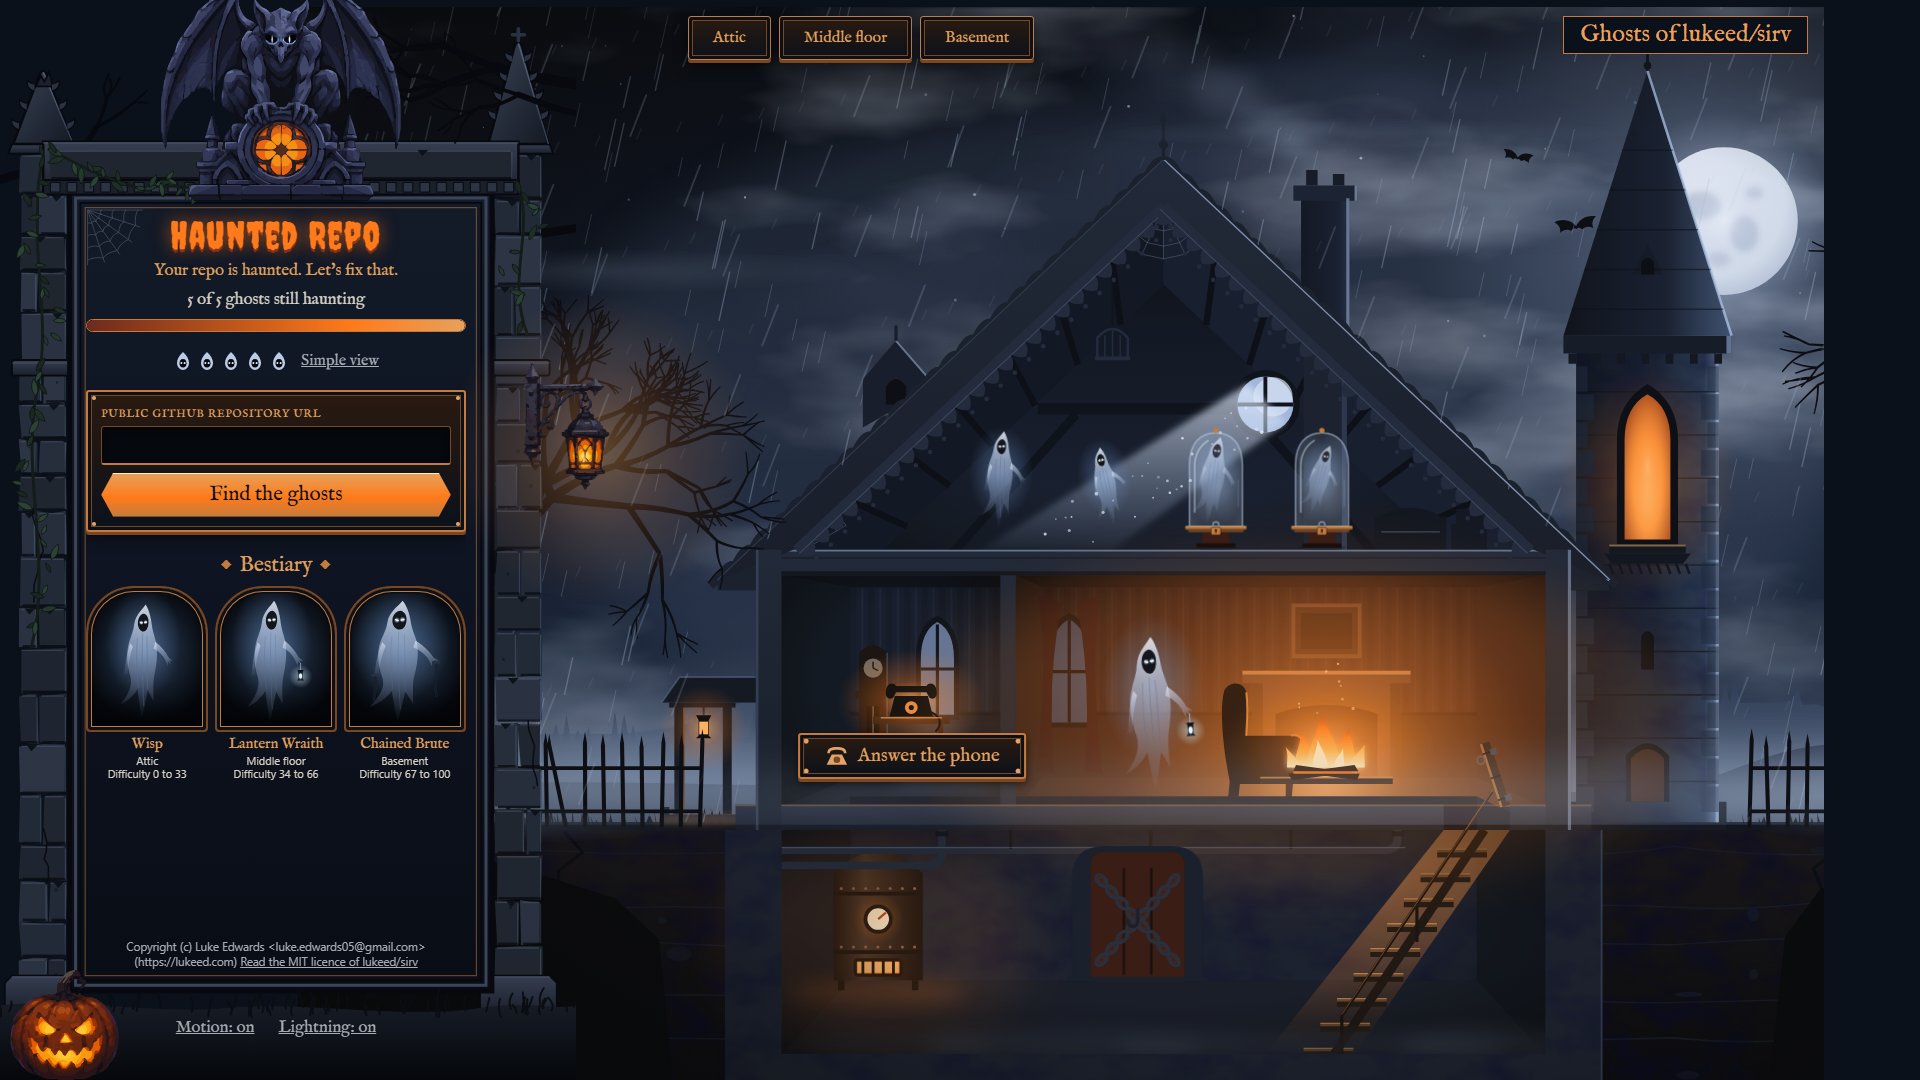 HAUNTED REPO
Your repo is haunted. Let's fix that.
5 of 5 ghosts still haunting
Simple view
PUBLIC GITHUB REPOSITORY URL
Find the ghosts
Bestiary
Wisp
Attic
Difficulty 0 to 33
Lantern Wraith
Middle floor
Difficulty 34 to 66
Chained Brute
Basement
Difficulty 67 to 100
Copyright (c) Luke Edwards <luke.edwards05@gmail.com>
(https://lukeed.com) Read the MIT licence of lukeed/sirv
Motion: on
Lightning: on
Attic
Middle floor
Basement
Ghosts of lukeed/sirv
Answer the phone